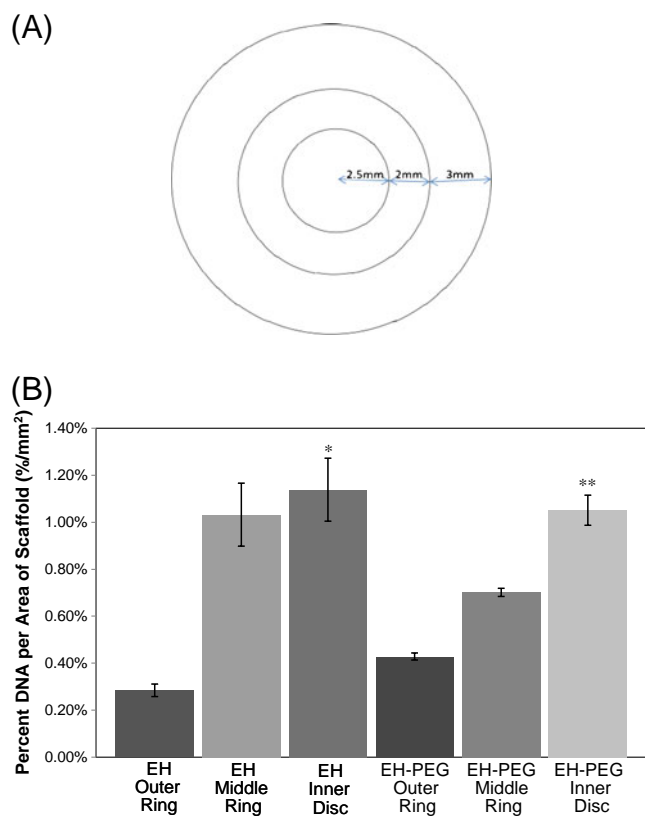 (A)
2.5mm 2mm 3mm
(B)
Percent DNA per Area of Scaffold (%/mm²)
1.40%
1.20%
1.00%
0.80%
0.60%
0.40%
0.20%
0.00%
*
**
EH
Outer
Ring
EH
Middle
Ring
EH
Inner
Disc
EH-PEG
Outer
Ring
EH-PEG
Middle
Ring
EH-PEG
Inner
Disc